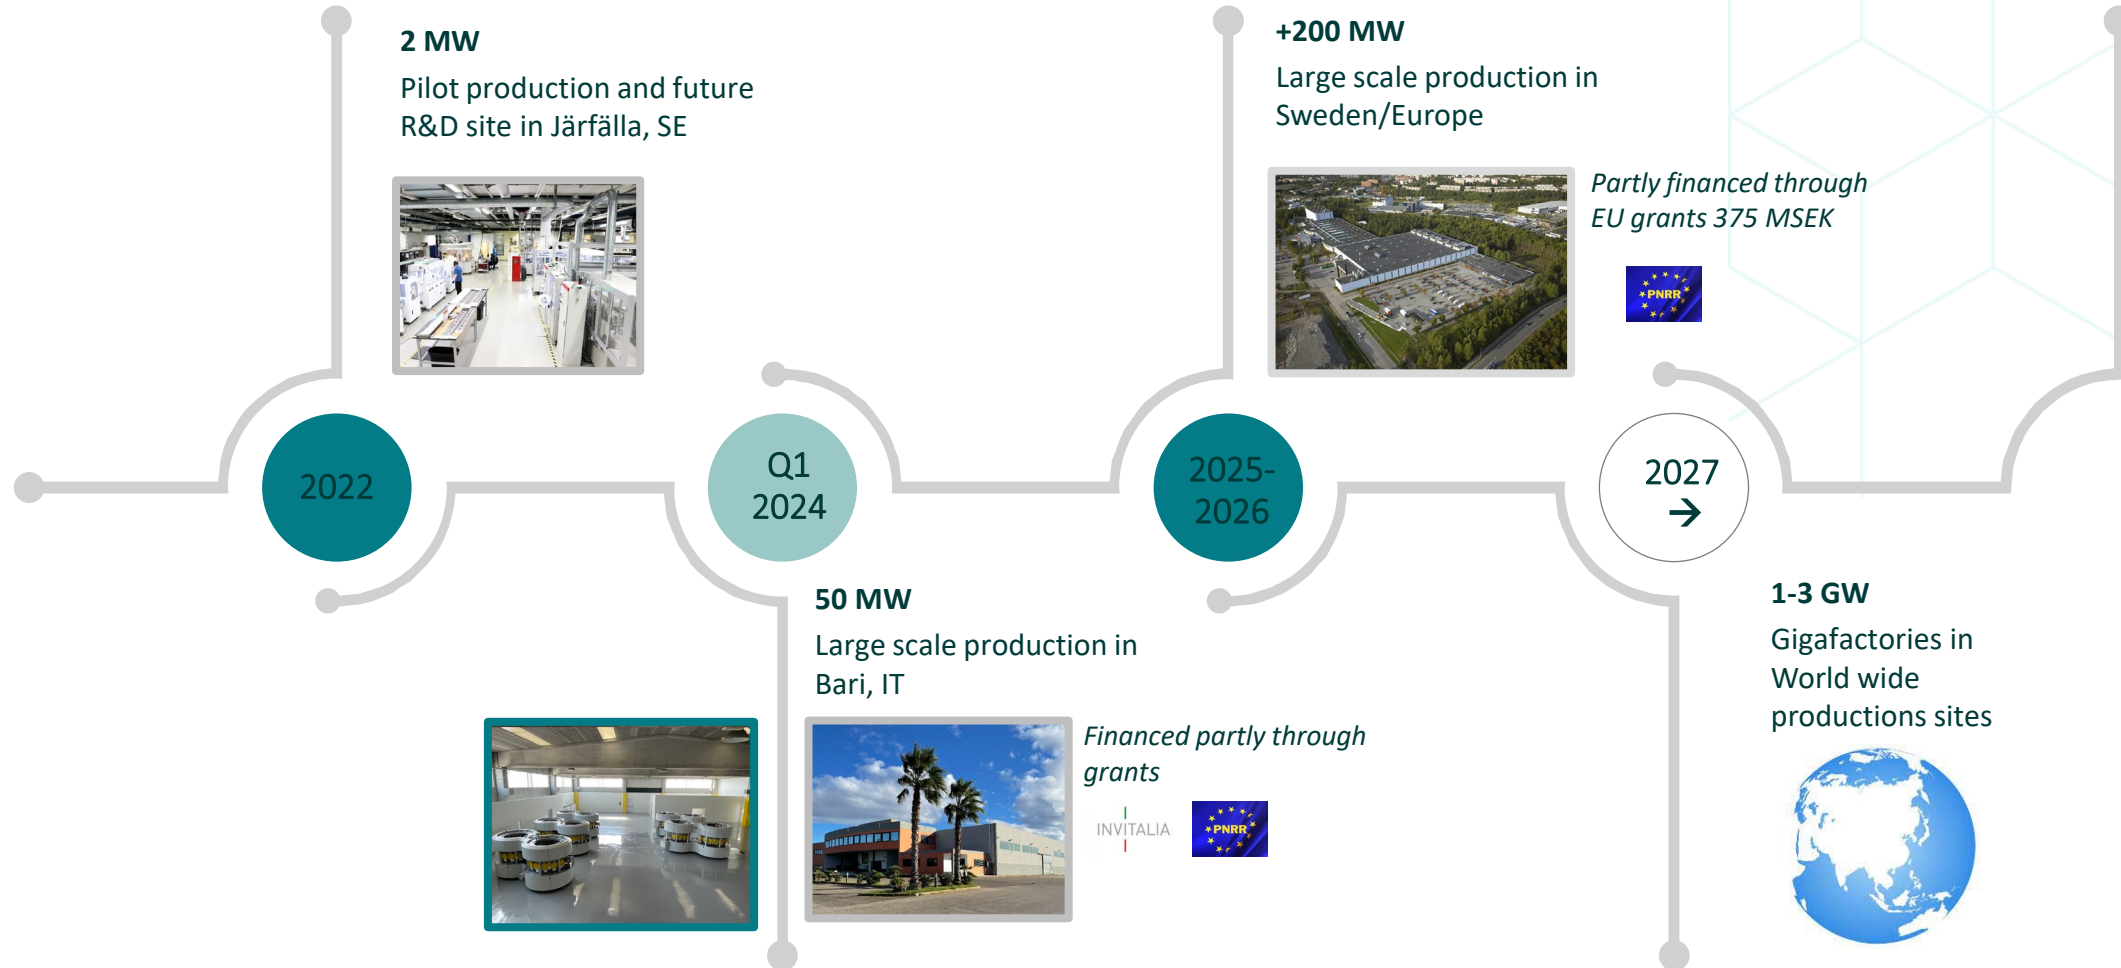 2 MW
Pilot production and future
R&D site in Järfälla, SE
2022
Q1
2024
50 MW
Large scale production in
Bari, IT
Financed partly through
grants
INVITALIA
PNRR
+200 MW
Large scale production in
Sweden/Europe
Partly financed through
EU grants 375 MSEK
PNRR
2025-
2026
2027
→
1-3 GW
Gigafactories in
World wide
productions sites